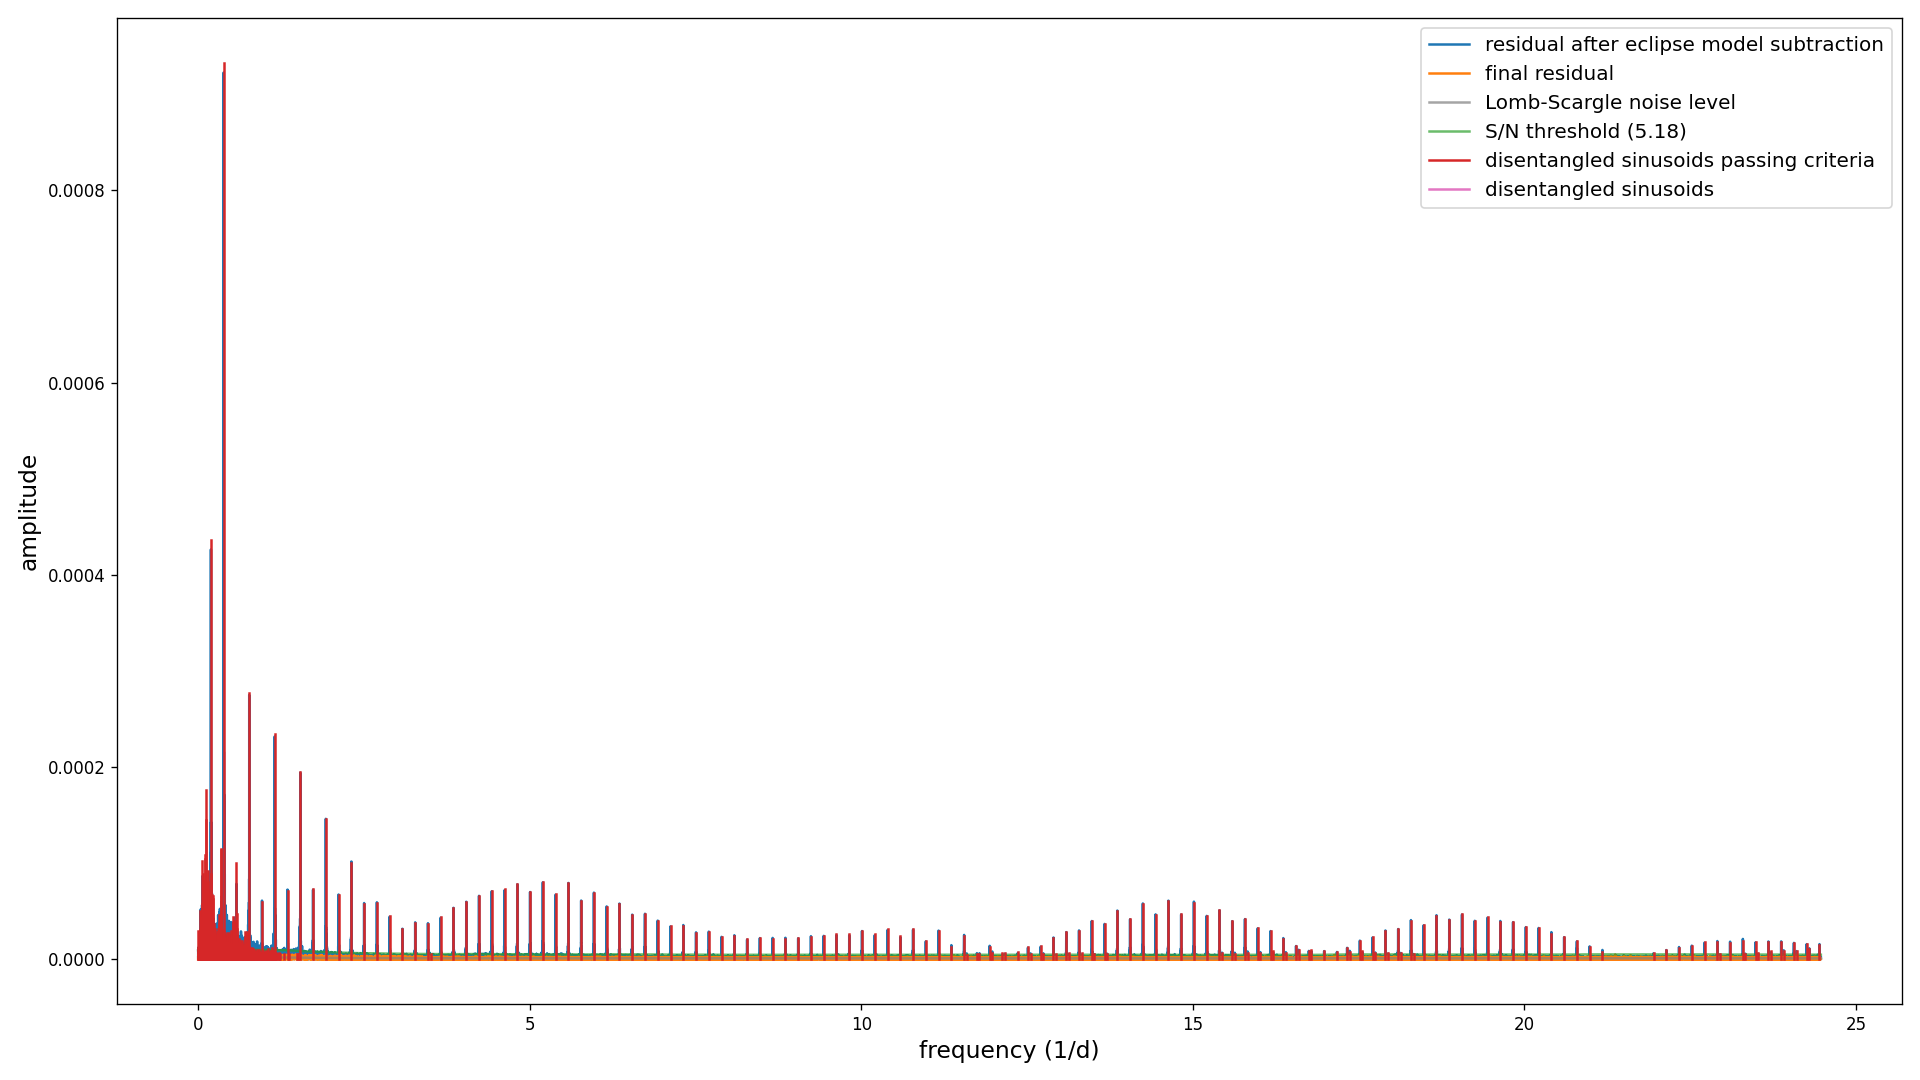 residual after eclipse model subtraction
final residual
Lomb-Scargle noise level
S/N threshold (5.18)
disentangled sinusoids passing criteria
disentangled sinusoids
amplitude
0.0008
0.0006
0.0004
0.0002
0.0000
0 5 10 15 20 25
frequency (1/d)